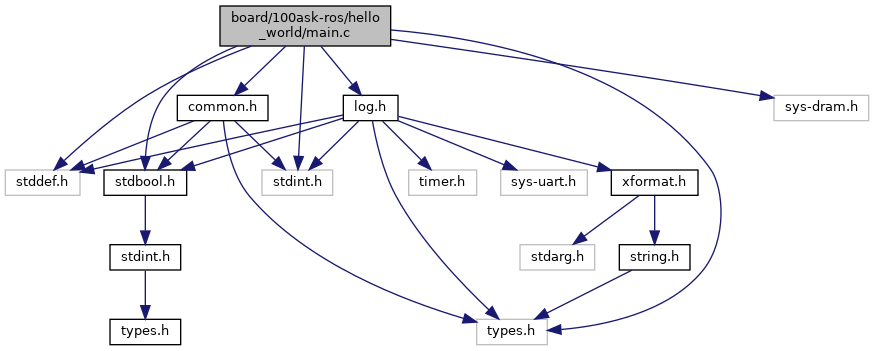 board/100ask-ros/hello
_world/main.c
common.h
log.h
sys-dram.h
stddef.h
stdbool.h
stdint.h
timer.h
sys-uart.h
xformat.h
stdint.h
stdarg.h
string.h
types.h
types.h